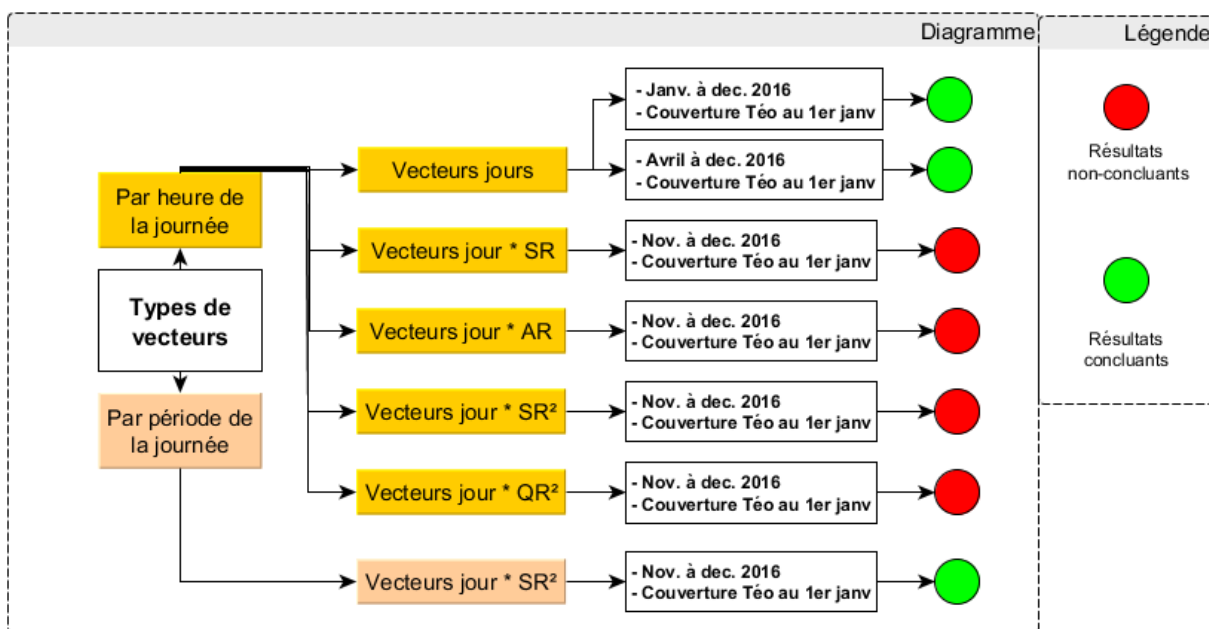 Diagramme
Légende
- Janv. à dec. 2016
- Couverture Téo au 1er janv
Vecteurs jours
- Avril à dec. 2016
- Couverture Téo au 1er janv
Par heure de
la journée
Vecteurs jour * SR
- Nov. à dec. 2016
- Couverture Téo au 1er janv
Types de
vecteurs
Vecteurs jour * AR
- Nov. à dec. 2016
- Couverture Téo au 1er janv
Par période de
la journée
Vecteurs jour * SR²
- Nov. à dec. 2016
- Couverture Téo au 1er janv
Vecteurs jour * QR²
- Nov. à dec. 2016
- Couverture Téo au 1er janv
Vecteurs jour * SR²
- Nov. à dec. 2016
- Couverture Téo au 1er janv
Résultats
non-concluants
Résultats
concluants